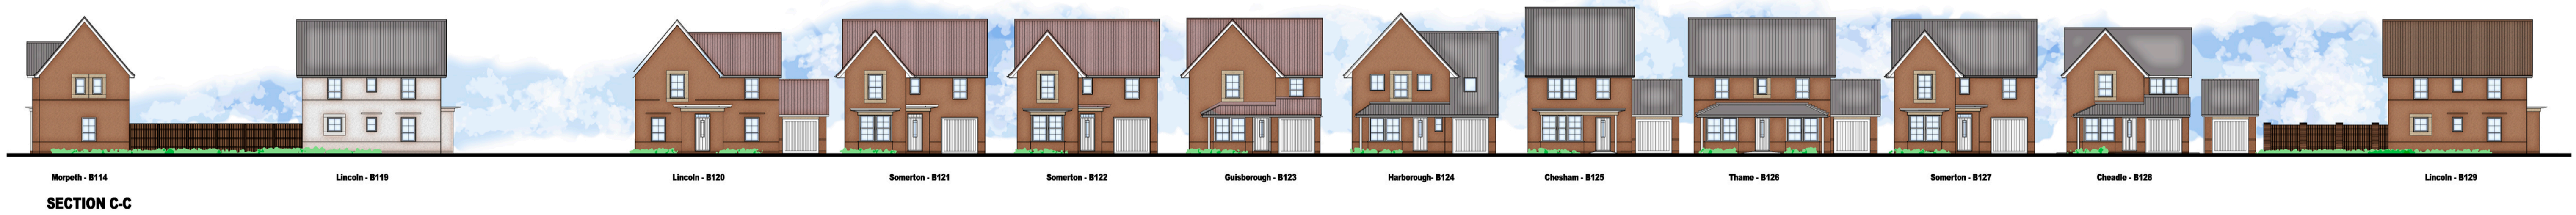 Morpeth - B114 Lincoln - B119 Lincoln - B120 Somerton - B121 Somerton - B122 Guisborough - B123 Harborough- B124 Chesham - B125 Thame - B126 Somerton - B127 Cheadle - B128 Lincoln - B129
SECTION C-C